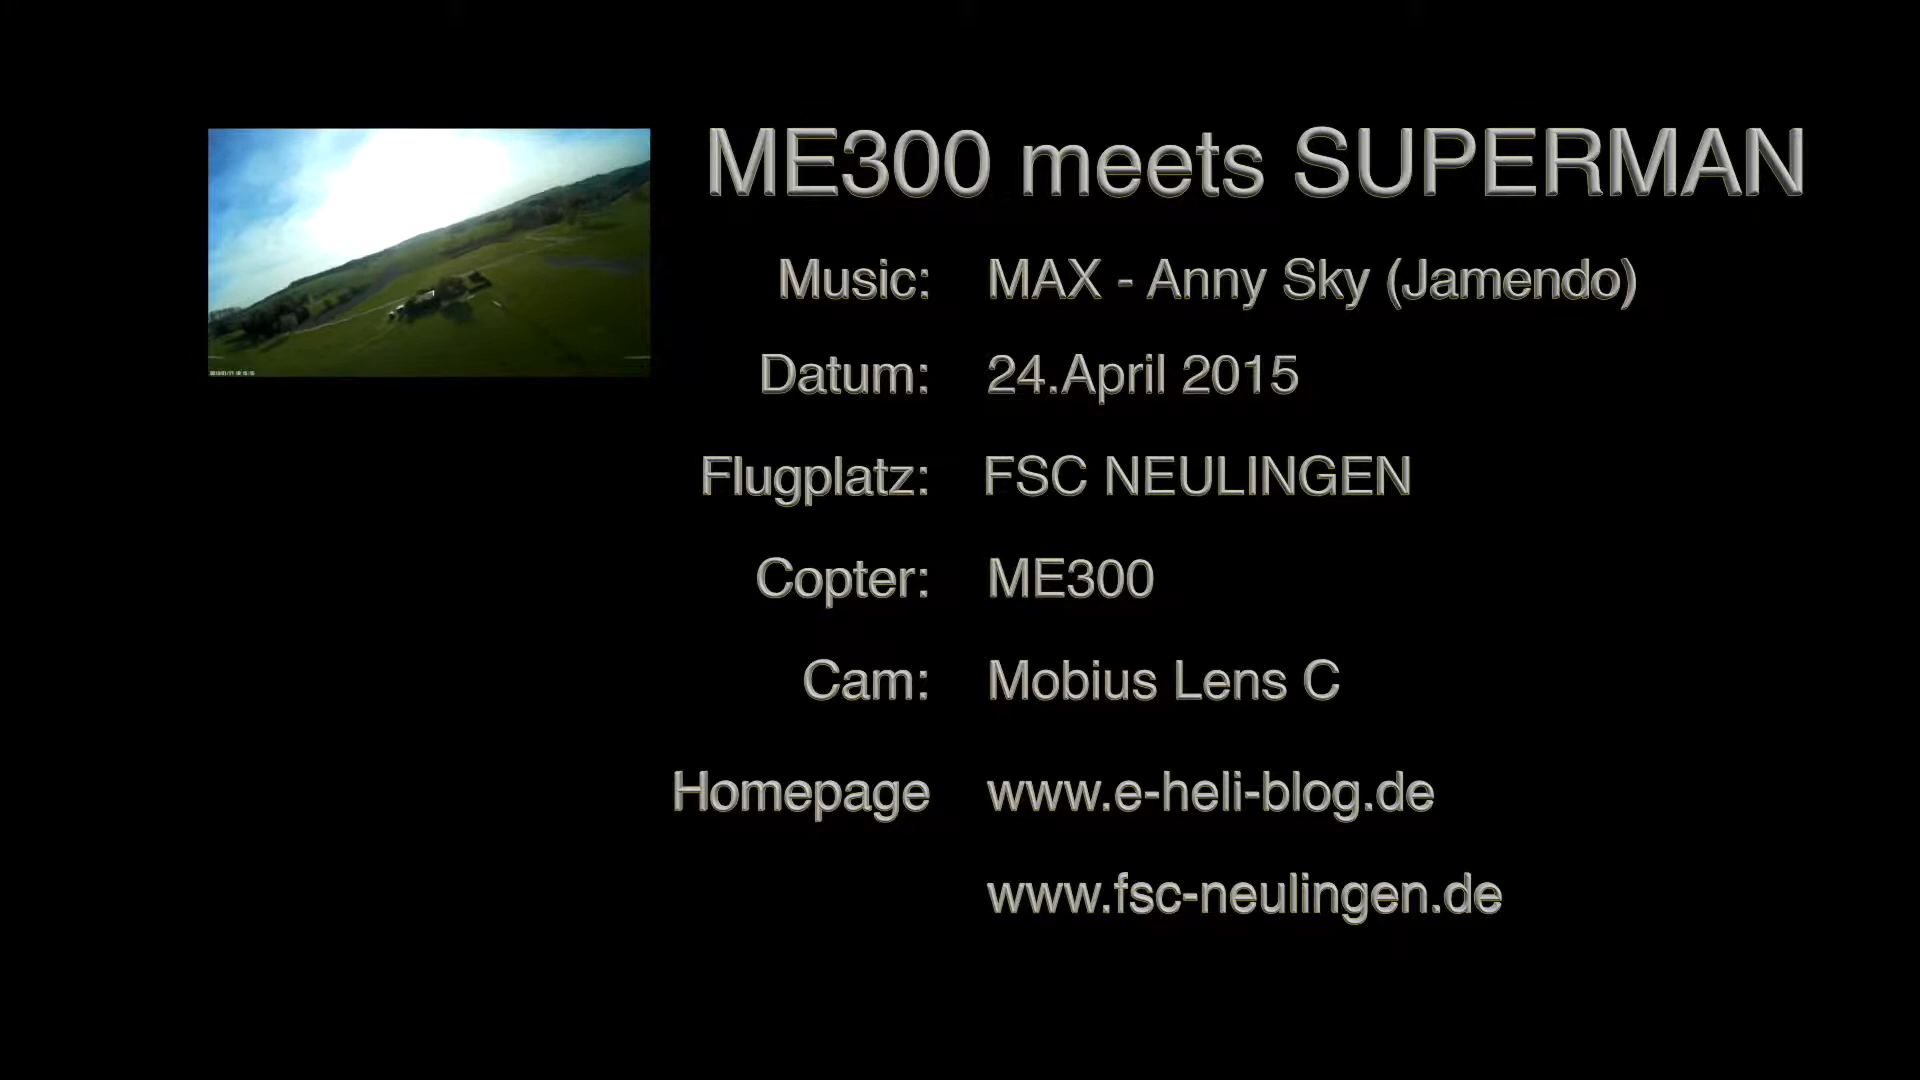 ME300 meets SUPERMAN
Music: MAX - Anny Sky (Jamendo)
Datum: 24.April 2015
Flugplatz: FSC NEULINGEN
Copter: ME300
Cam: Mobius Lens C
Homepage www.e-heli-blog.de
www.fsc-neulingen.de